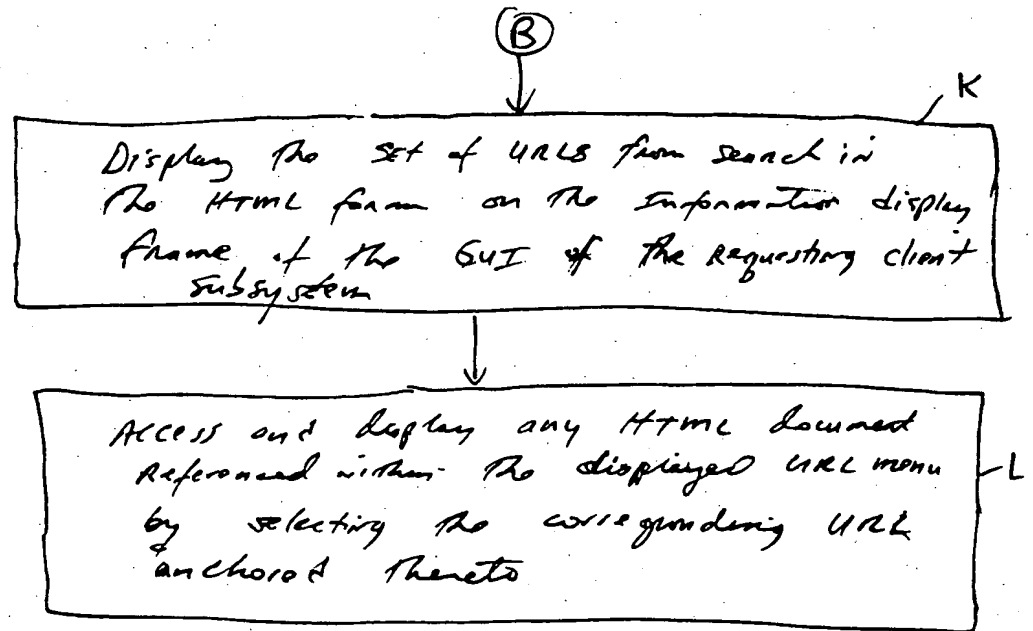 B
K
Display the set of URLs from search in
the HTML form on the Information display
frame of the GUI of the Requesting client
subsystem
Access and display any HTML document
Referenced within the displayed URL menu
L
by selecting the corresponding URL
anchored thereto